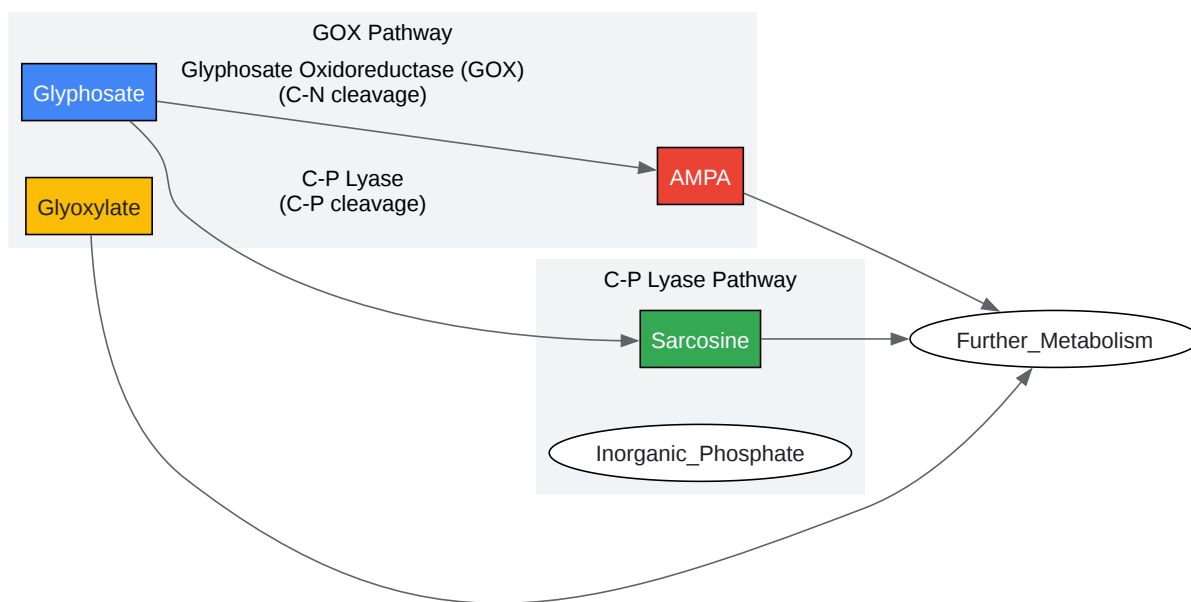 GOX Pathway
Glyphosate Oxidoreductase (GOX)
(C-N cleavage)
Glyphosate
C-P Lyase
(C-P cleavage)
AMPA
Glyoxylate
C-P Lyase Pathway
Sarcosine
Further_Metabolism
Inorganic_Phosphate